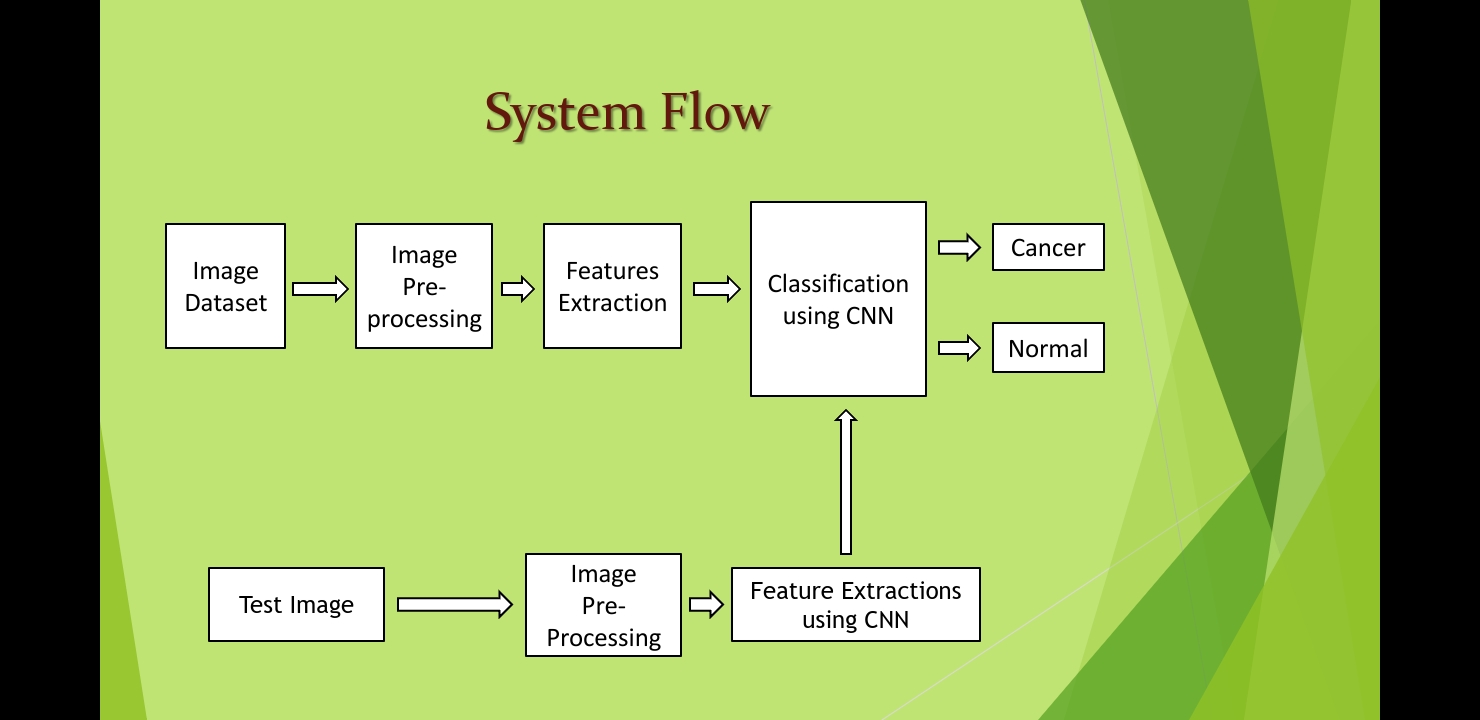 System Flow
Image
Dataset
Image
Pre-
processing
Features
Extraction
Classification
using CNN
Cancer
Normal
Test Image
Image
Pre-
Processing
Feature Extractions
using CNN